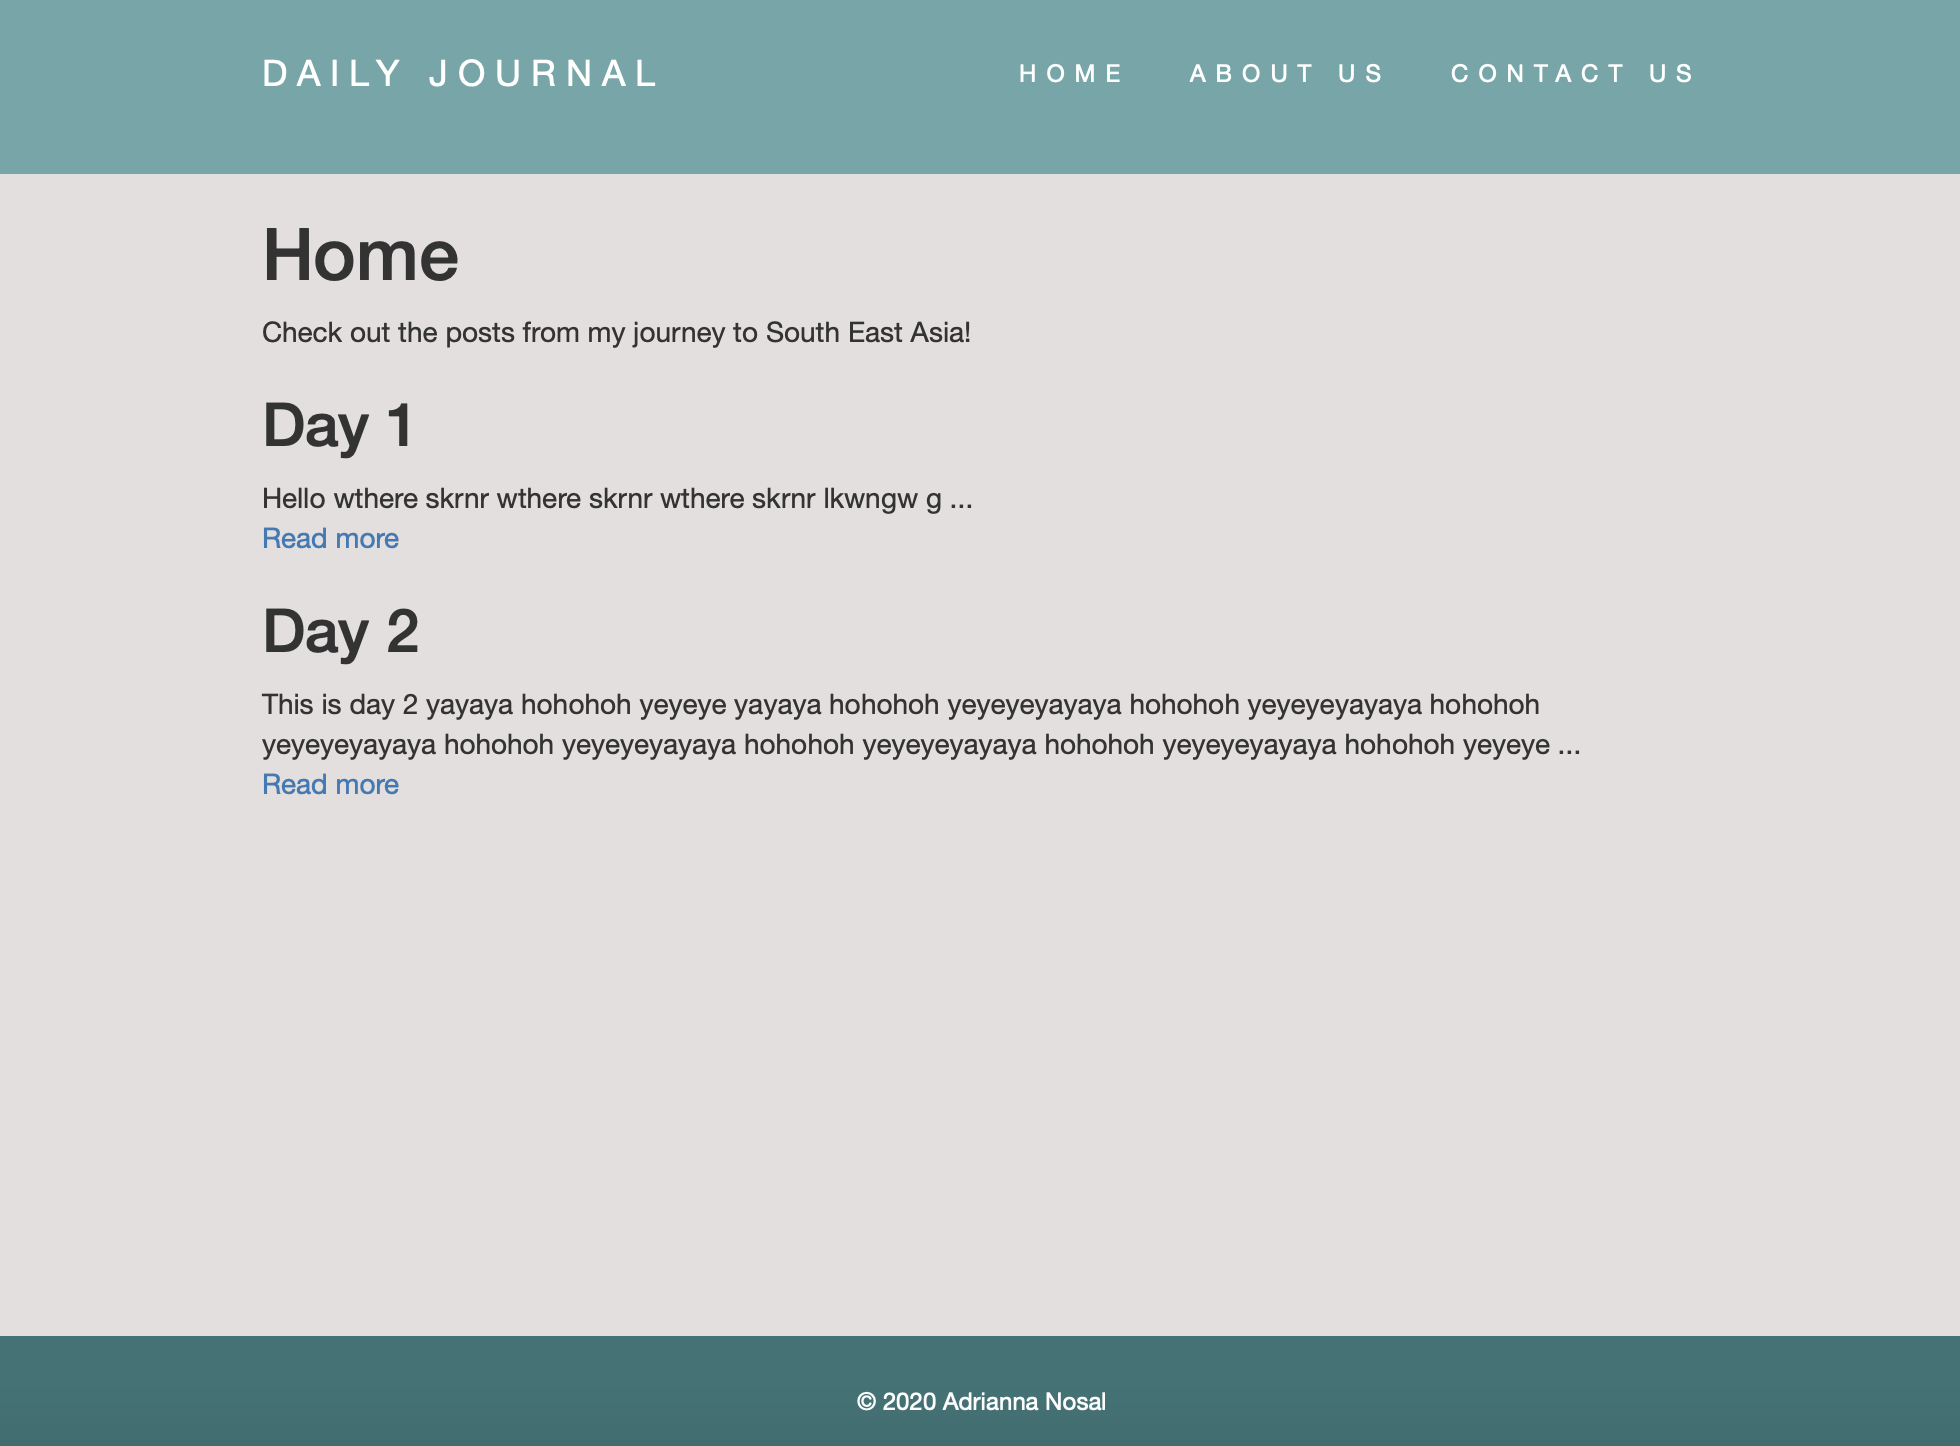 DAILY JOURNAL
HOME ABOUT US CONTACT US
Home
Check out the posts from my journey to South East Asia!
Day 1
Hello wthere skrnr wthere skrnr wthere skrnr lkwngw g ...
Read more
Day 2
This is day 2 yayaya hohohoh yeyeye yayaya hohohoh yeyeyeyayaya hohohoh yeyeyeyayaya hohohoh
yeyeyeyayaya hohohoh yeyeyeyayaya hohohoh yeyeyeyayaya hohohoh yeyeyeyayaya hohohoh yeyeye ...
Read more
© 2020 Adrianna Nosal